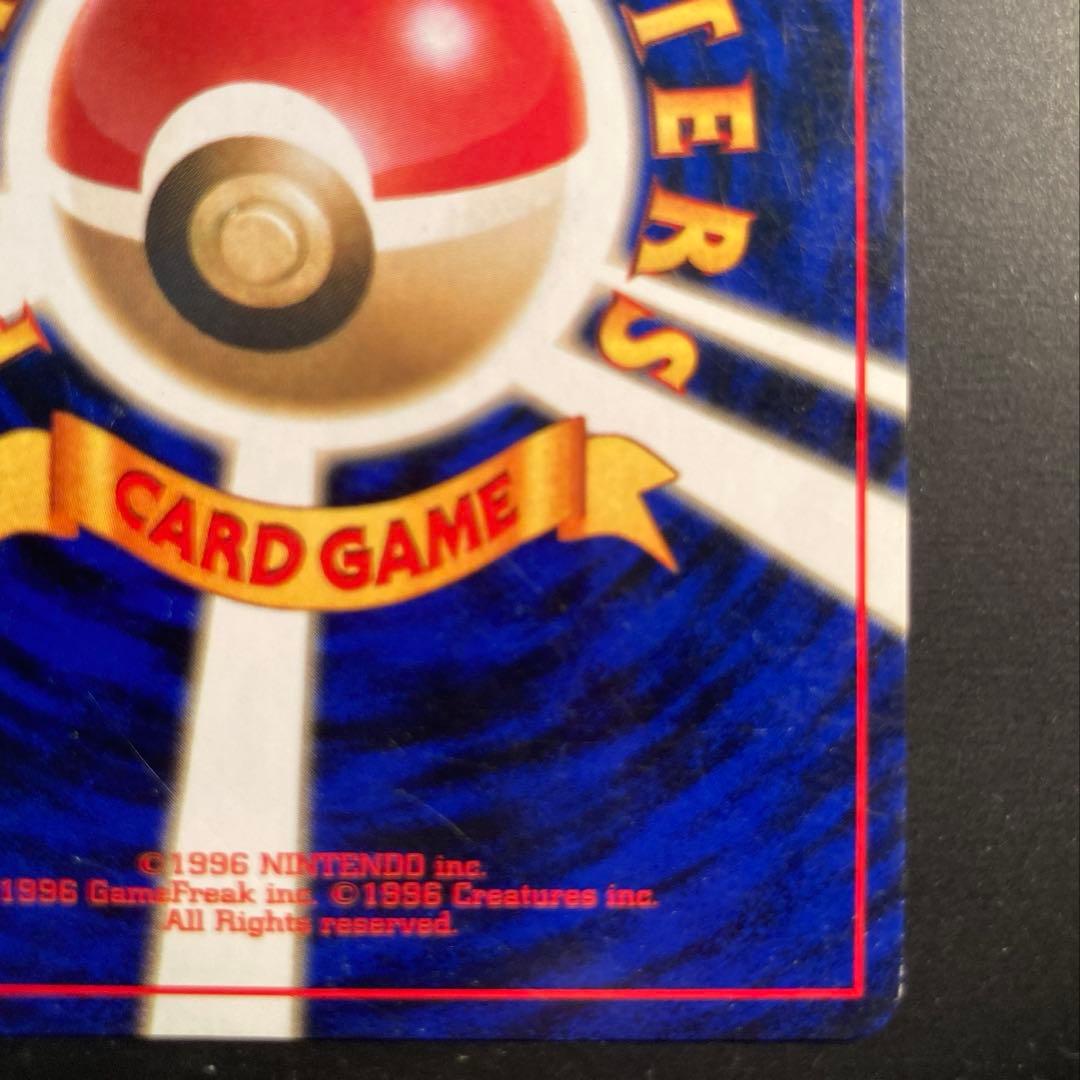 TERS
CARD GAME
©1996 NINTENDO inc.
1996 GameFreak inc. ©1996 Creatures inc.
All Rights reserved.